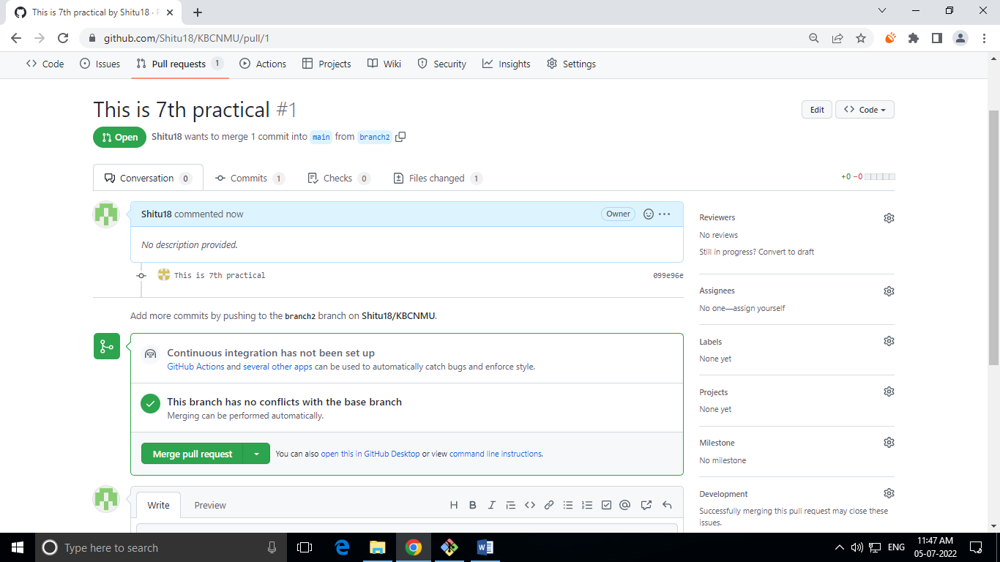 This is 7th practical by Shitu18 ·
github.com/Shitu18/KBCNMU/pull/1
Code Issues Pull requests 1 Actions Projects Wiki Security Insights Settings
This is 7th practical #1
Edit Code
Open Shitu18 wants to merge 1 commit into main from branch2
Conversation 0 Commits 1 Checks 0 Files changed 1 +0 −0
Shitu18 commented now Owner
No description provided.
This is 7th practical 099e96e
Add more commits by pushing to the branch2 branch on Shitu18/KBCNMU.
Continuous integration has not been set up
GitHub Actions and several other apps can be used to automatically catch bugs and enforce style.
This branch has no conflicts with the base branch
Merging can be performed automatically.
Merge pull request You can also open this in GitHub Desktop or view command line instructions.
Write Preview
Reviewers
No reviews
Still in progress? Convert to draft
Assignees
No one—assign yourself
Labels
None yet
Projects
None yet
Milestone
No milestone
Development
Successfully merging this pull request may close these
issues.
Type here to search
ENG
11:47 AM
05-07-2022